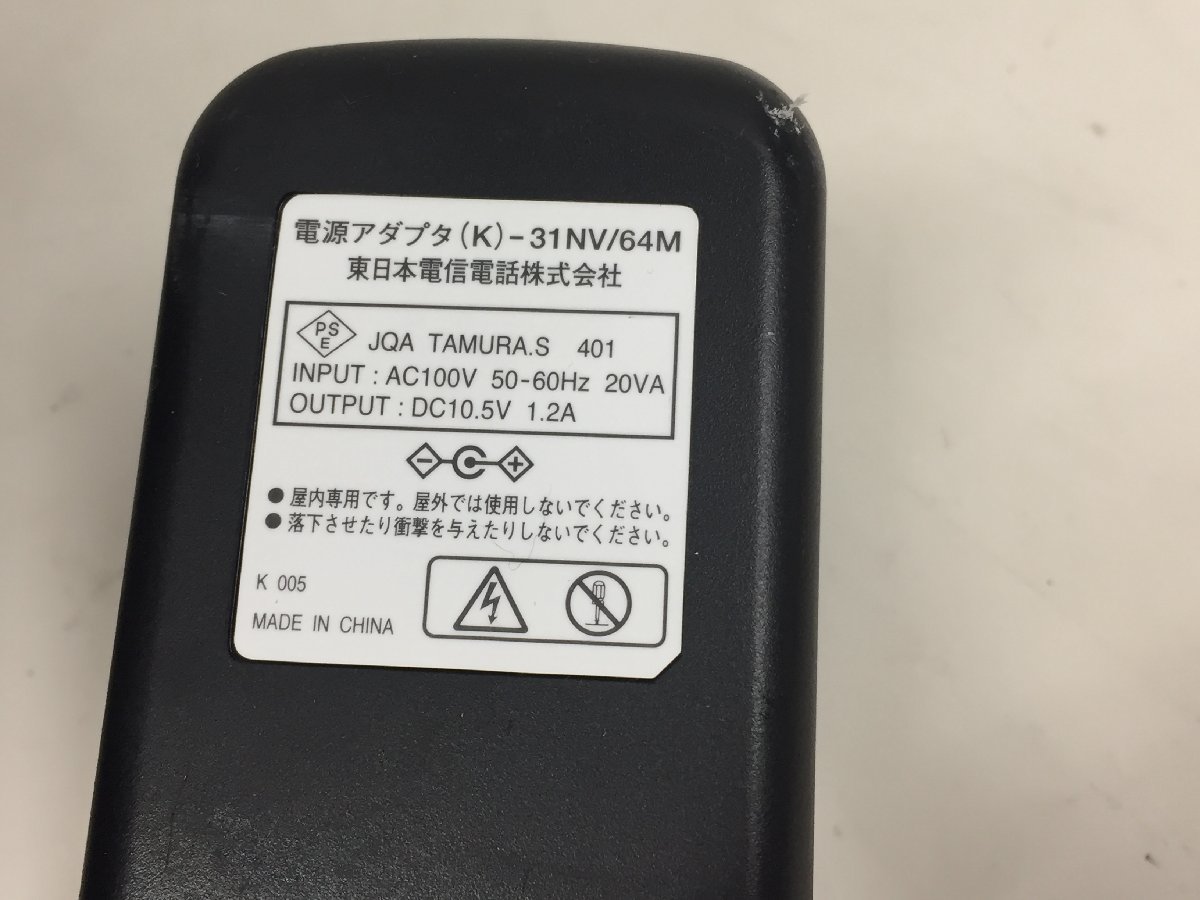 電源アダプタ(K)-31NV/64M
東日本電信電話株式会社
PS
E
JQA TAMURA.S 401
INPUT : AC100V 50-60Hz 20VA
OUTPUT : DC10.5V 1.2A
●屋内専用です。屋外では使用しないでください。
●落下させたり衝撃を与えたりしないでください。
K 005
MADE IN CHINA